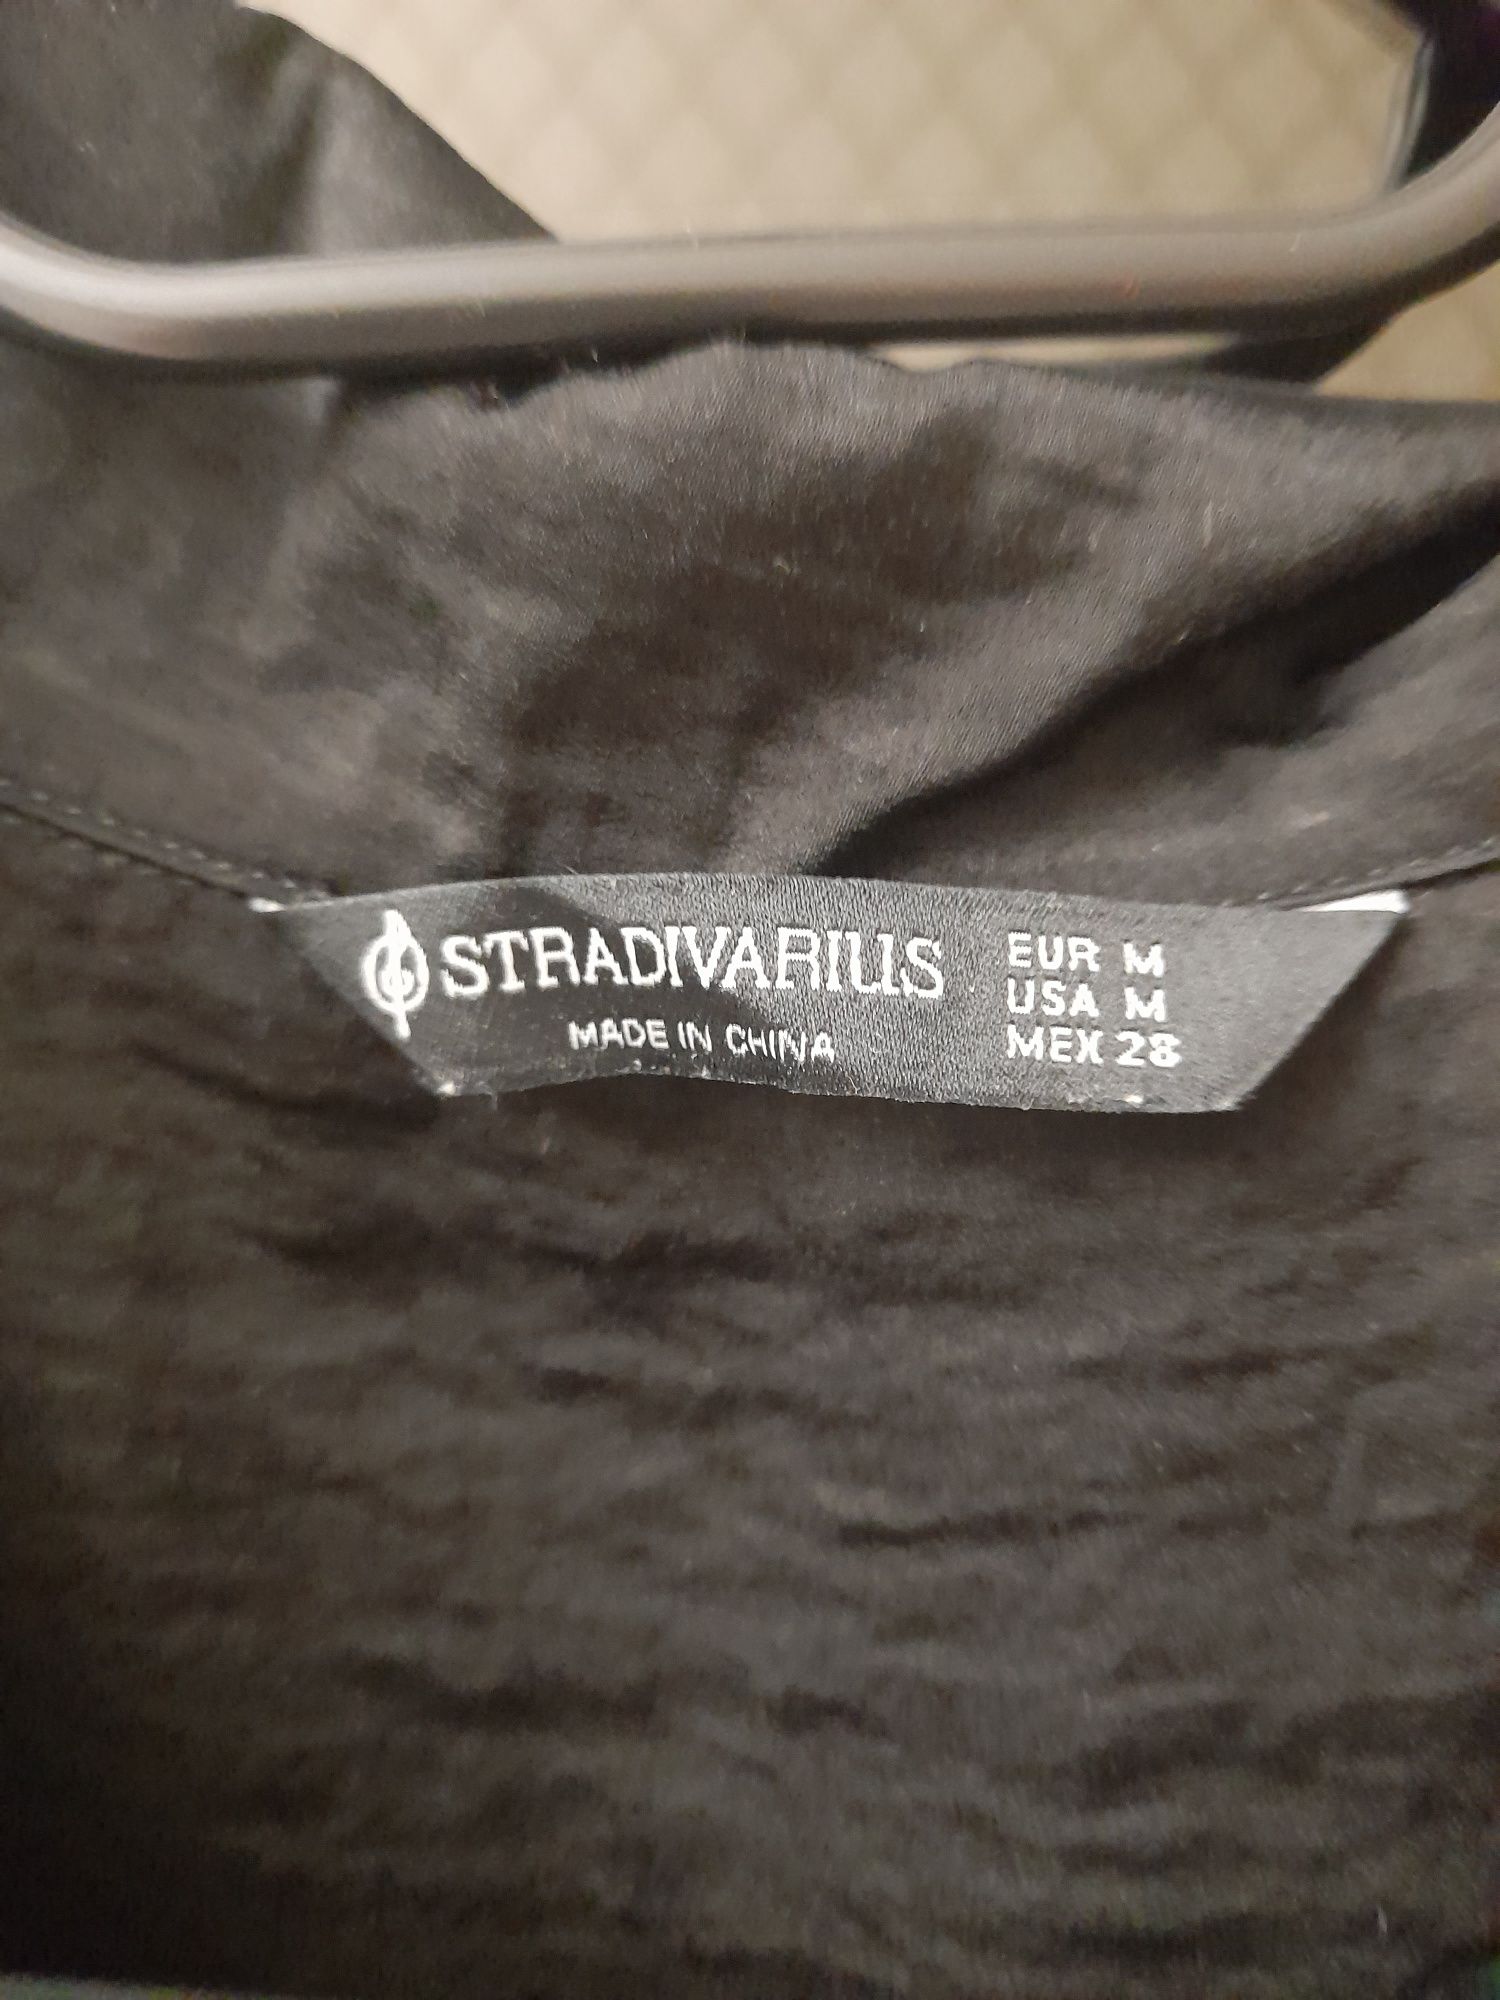 STRADIVARIUS
MADE IN CHINA
EUR M
USA M
MEX 28